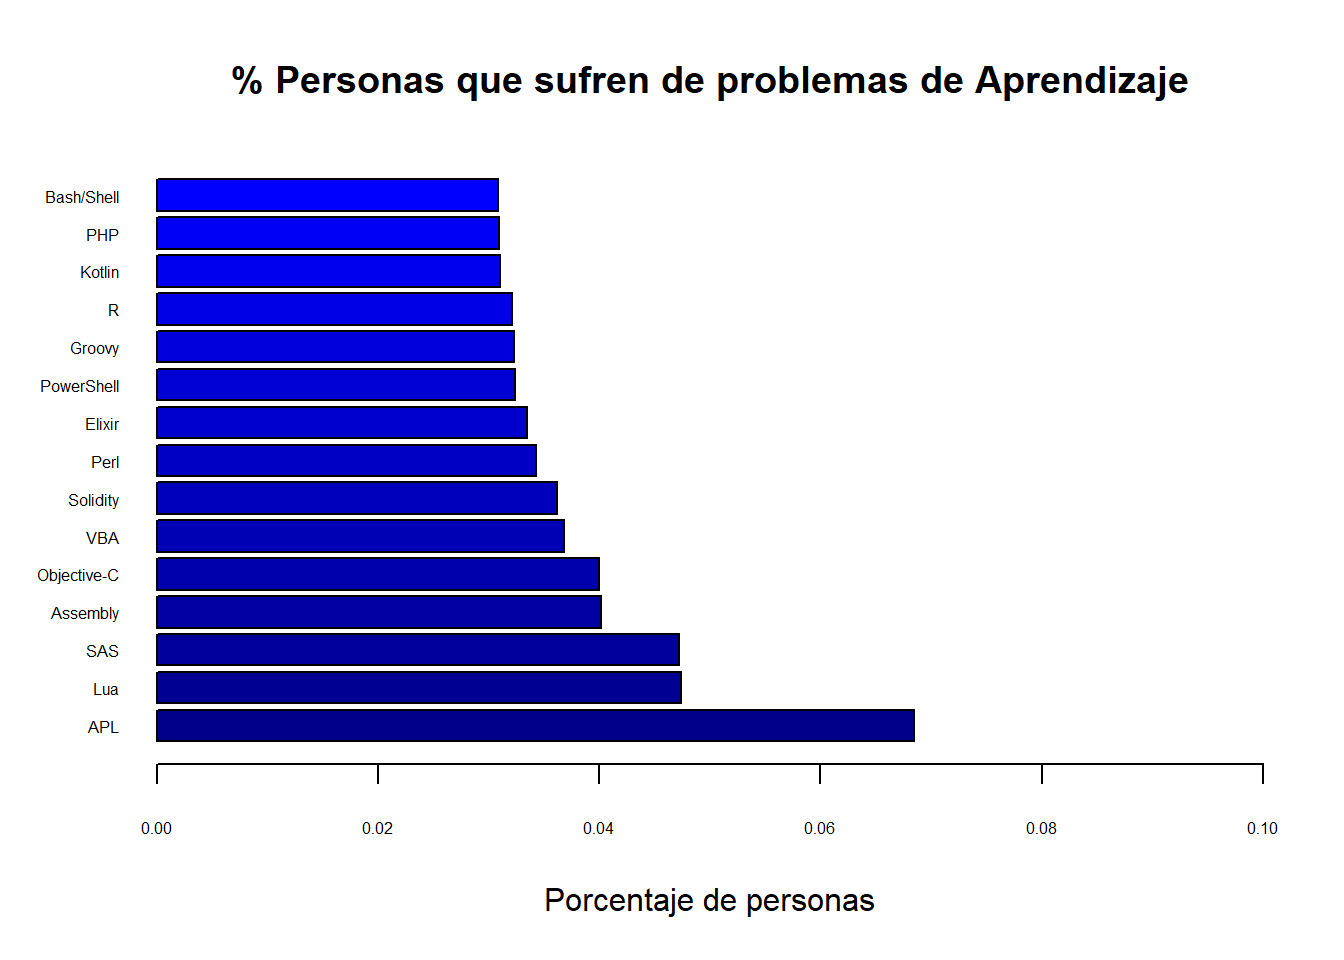 % Personas que sufren de problemas de Aprendizaje
Bash/Shell
PHP
Kotlin
R
Groovy
PowerShell
Elixir
Perl
Solidity
VBA
Objective-C
Assembly
SAS
Lua
APL
0.00 0.02 0.04 0.06 0.08 0.10
Porcentaje de personas